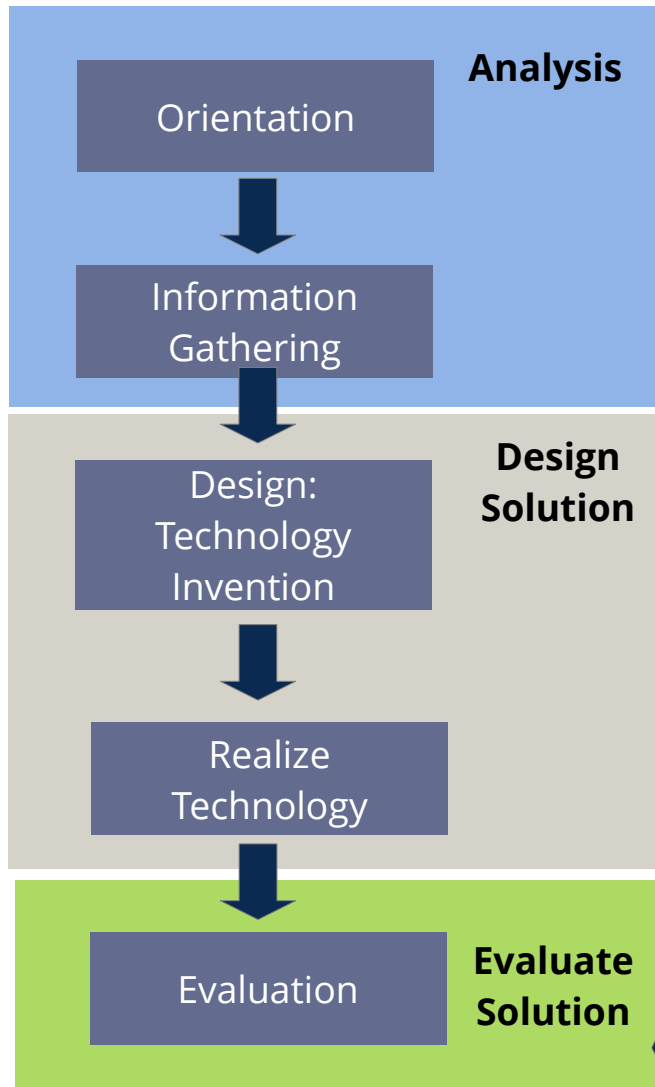 Analysis
Orientation
Information
Gathering
Design
Solution
Design:
Technology
Invention
Realize
Technology
Evaluate
Solution
Evaluation